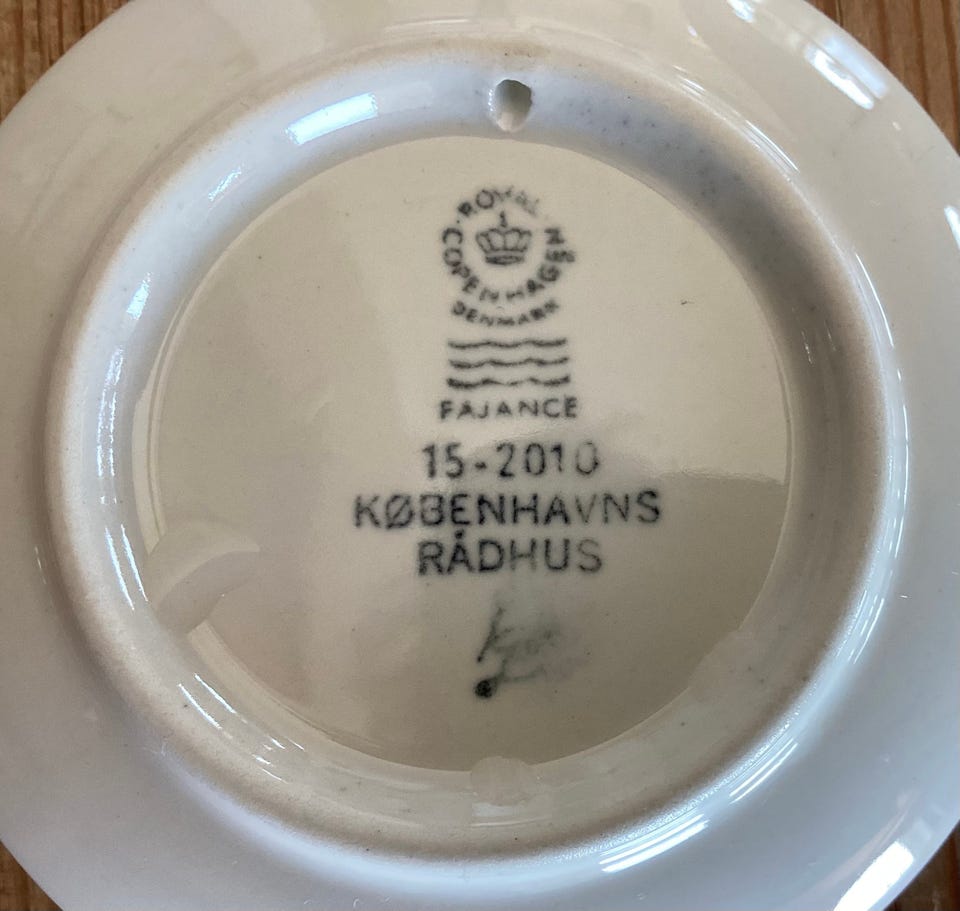 ROYAL COPENHAGEN
DENMARK
FAJANCE
15-2010
KØBENHAVNS
RÅDHUS